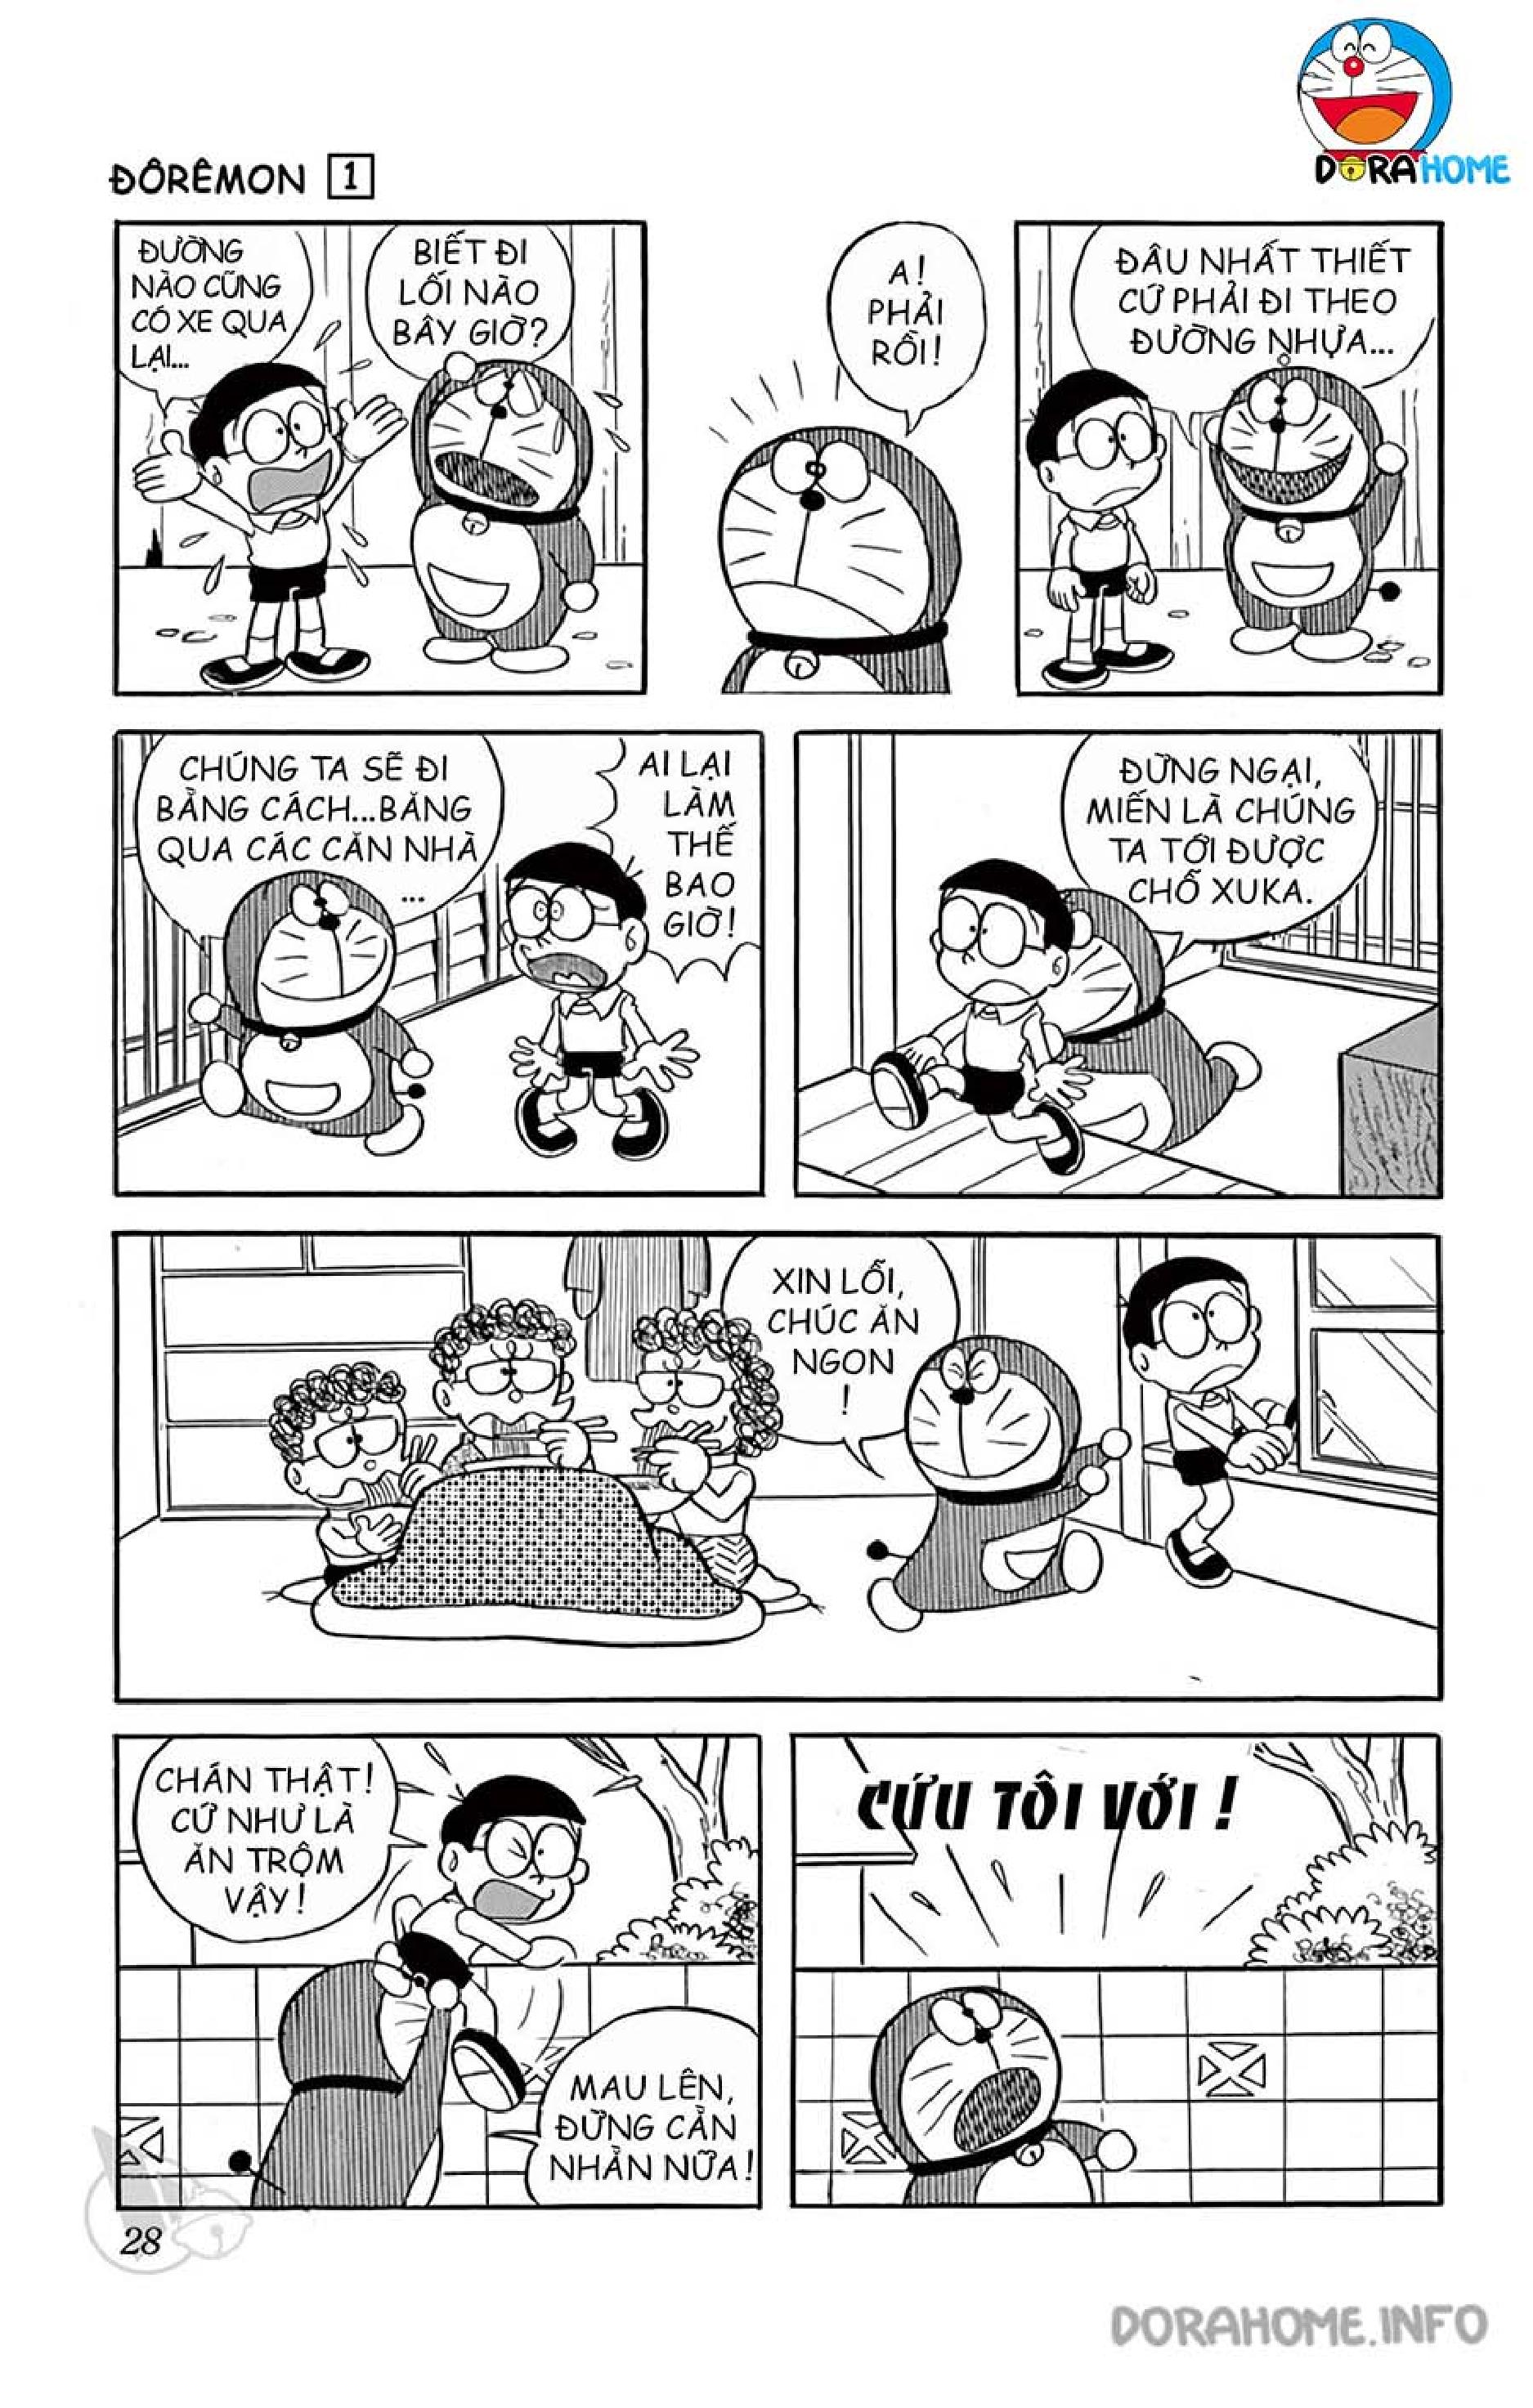 DORAHOME
ĐÔRÊMON 1
ĐƯỜNG
NÀO CŨNG
CÓ XE QUA
LẠI...
BIẾT ĐI
LỐI NÀO
BÂY GIỜ?
A!
PHẢI
RỒI!
ĐÂU NHẤT THIẾT
CỨ PHẢI ĐI THEO
ĐƯỜNG NHỰA...
CHÚNG TA SẼ ĐI
BẰNG CÁCH...BĂNG
QUA CÁC CĂN NHÀ
...
AI LẠI
LÀM
THẾ
BAO
GIỜ!
ĐỪNG NGẠI,
MIẾN LÀ CHÚNG
TA TỚI ĐƯỢC
CHỖ XUKA.
XIN LỖI,
CHÚC ĂN
NGON
!
CHÁN THẬT!
CỨ NHƯ LÀ
ĂN TRỘM
VẬY!
MAU LÊN,
ĐỪNG CẰN
NHẰN NỮA!
CỨU TÔI VỚI!
28
DORAHOME.INFO